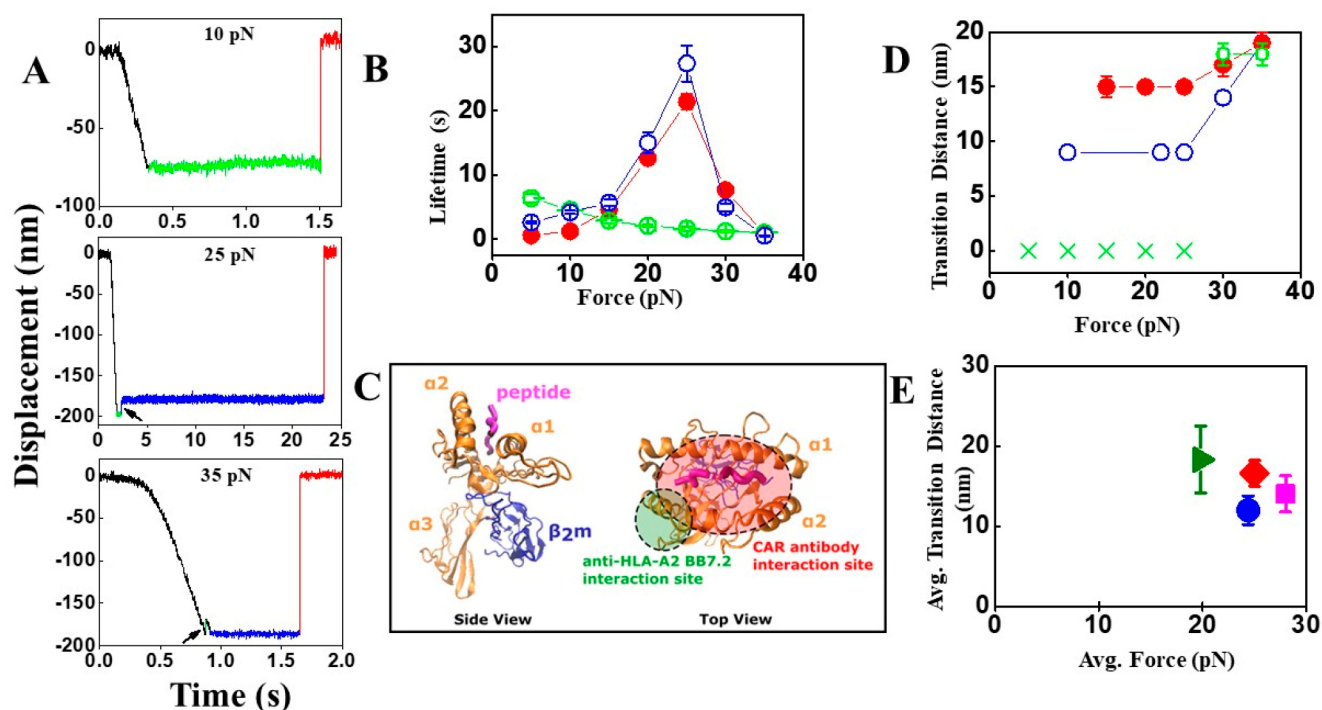 A
Displacement (nm)
10 pN
0
-50
-100
0.0 0.5 1.0 1.5
25 pN
0
-50
-100
-150
-200
0 5 10 15 20 25
35 pN
0
-50
-100
-150
-200
0.0 0.5 1.0 1.5 2.0
Time (s)
B
Lifetime (s)
30
20
10
0
0 10 20 30 40
Force (pN)
C
α2
peptide
α1
α3
β2m
Side View
α1
α2
anti-HLA-A2 BB7.2
interaction site
CAR antibody
interaction site
Top View
D
Transition Distance (nm)
20
15
10
5
0
0 10 20 30 40
Force (pN)
E
Avg. Transition Distance
(nm)
30
20
10
0
10 20 30
Avg. Force (pN)